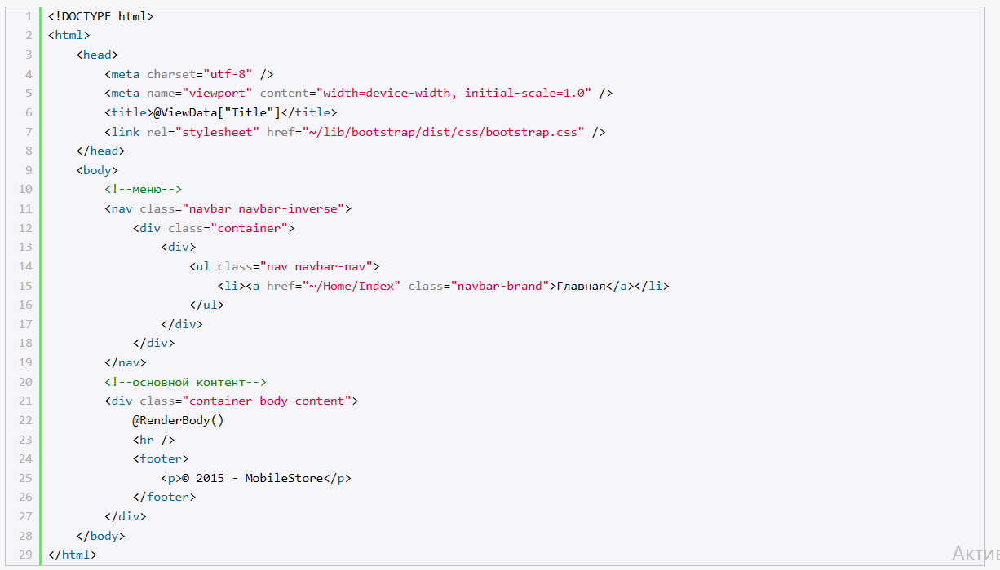 1 <!DOCTYPE html>
2 <html>
3     <head>
4         <meta charset="utf-8" />
5         <meta name="viewport" content="width=device-width, initial-scale=1.0" />
6         <title>@ViewData["Title"]</title>
7         <link rel="stylesheet" href="~/lib/bootstrap/dist/css/bootstrap.css" />
8     </head>
9     <body>
10         <!--меню-->
11         <nav class="navbar navbar-inverse">
12             <div class="container">
13                 <div>
14                     <ul class="nav navbar-nav">
15                         <li><a href="~/Home/Index" class="navbar-brand">Главная</a></li>
16                     </ul>
17                 </div>
18             </div>
19         </nav>
20         <!--основной контент-->
21         <div class="container body-content">
22             @RenderBody()
23             <hr />
24             <footer>
25                 <p>© 2015 - MobileStore</p>
26             </footer>
27         </div>
28     </body>
29 </html>